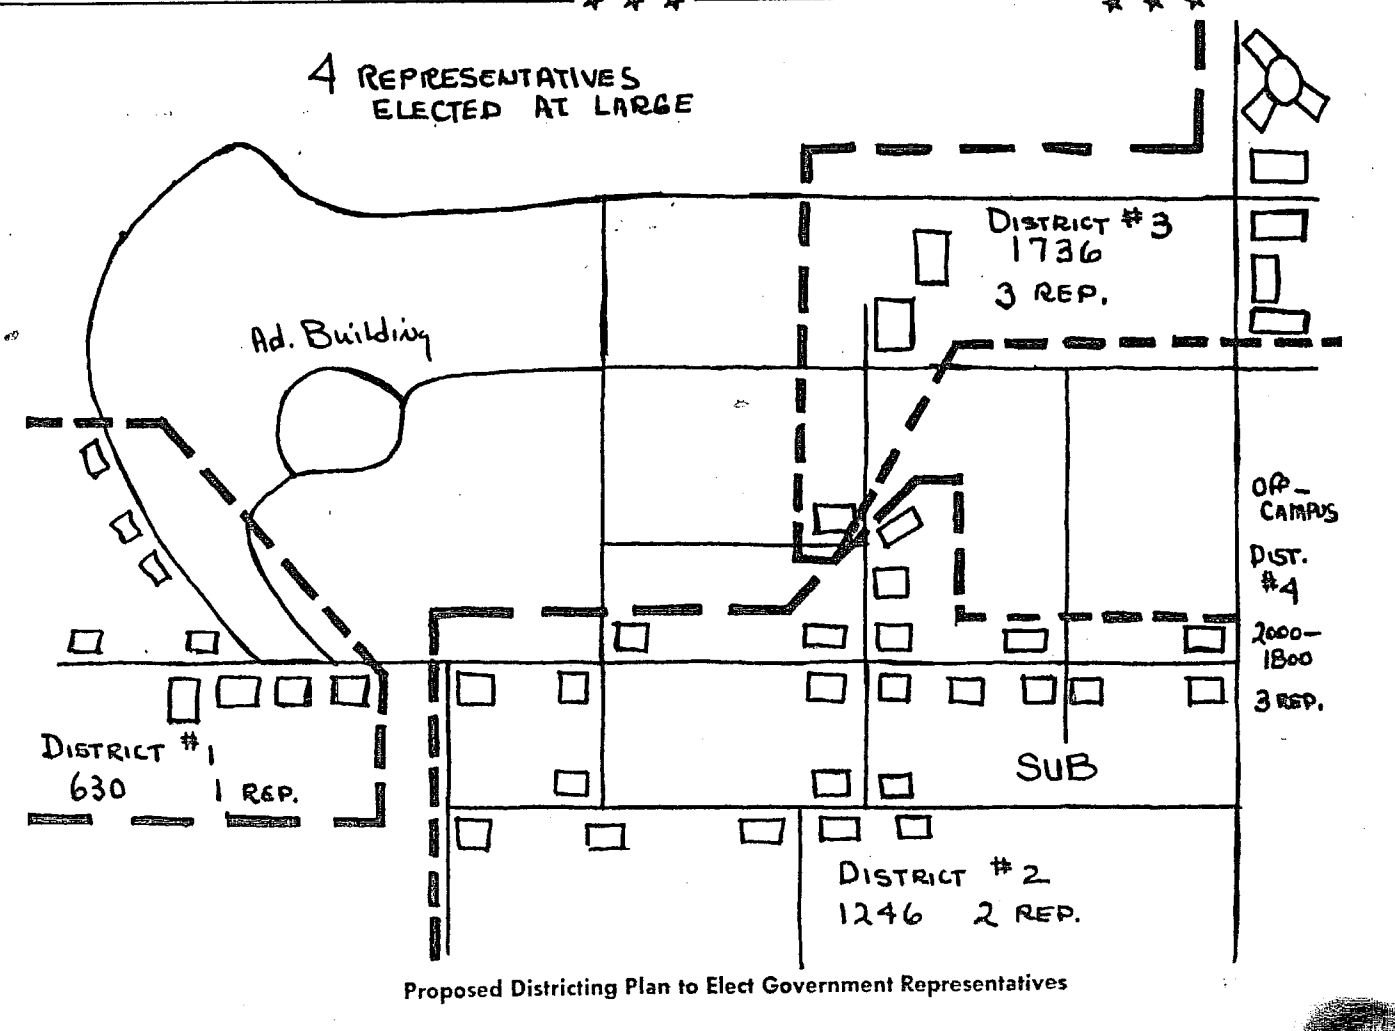 4 REPRESENTATIVES
ELECTED AT LARGE
DISTRICT #3
1736
3 REP.
Ad. Building
OFF-
CAMPUS
DIST.
#4
2000-
1800
3 REP.
DISTRICT #1
630 1 REP.
SUB
DISTRICT #2
1246 2 REP.
Proposed Districting Plan to Elect Government Representatives